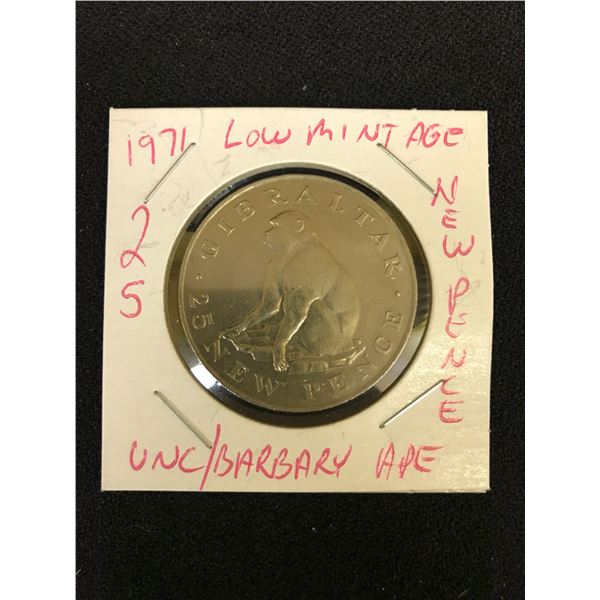 1971 LOW MINTAGE
25
NEW PENCE
GIBRALTAR
· 25 NEW PENCE ·
UNC/BARBARY APE